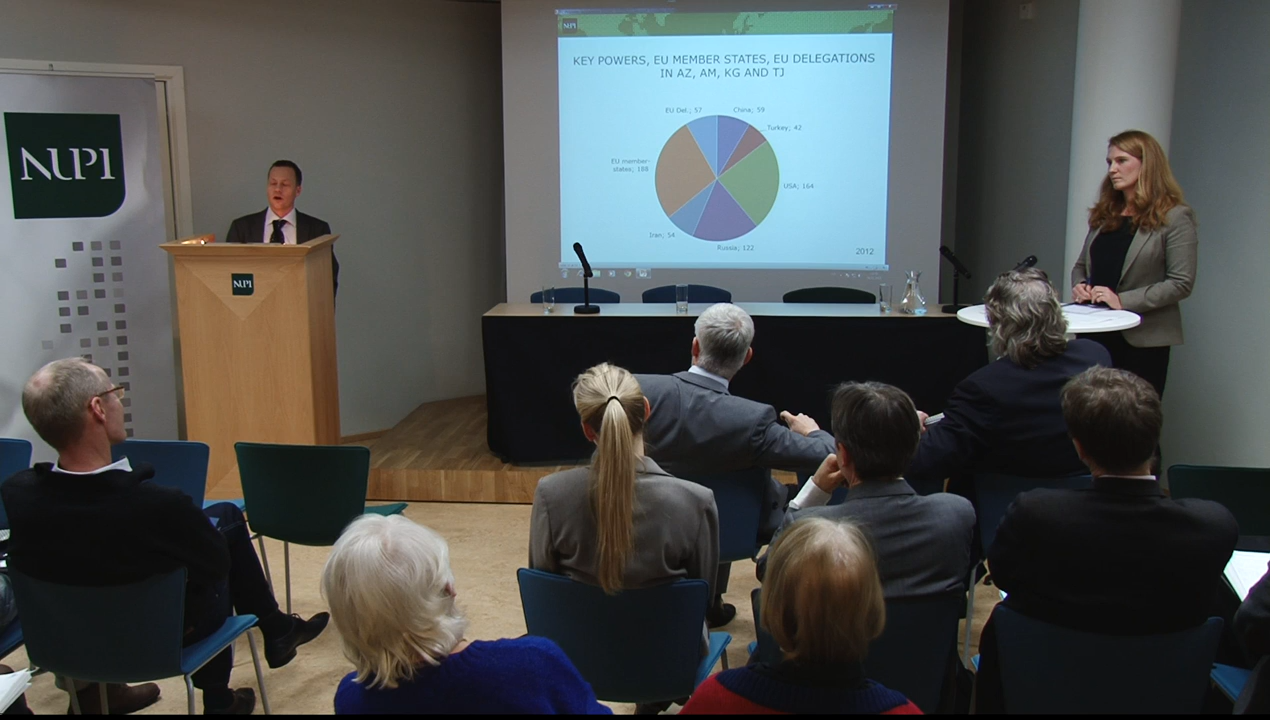 NUPI
NUPI
NUPI
KEY POWERS, EU MEMBER STATES, EU DELEGATIONS
IN AZ, AM, KG AND TJ
EU Del.; 57
China; 59
Turkey; 42
EU member-
states; 188
USA; 164
Iran; 54
Russia; 122
2012